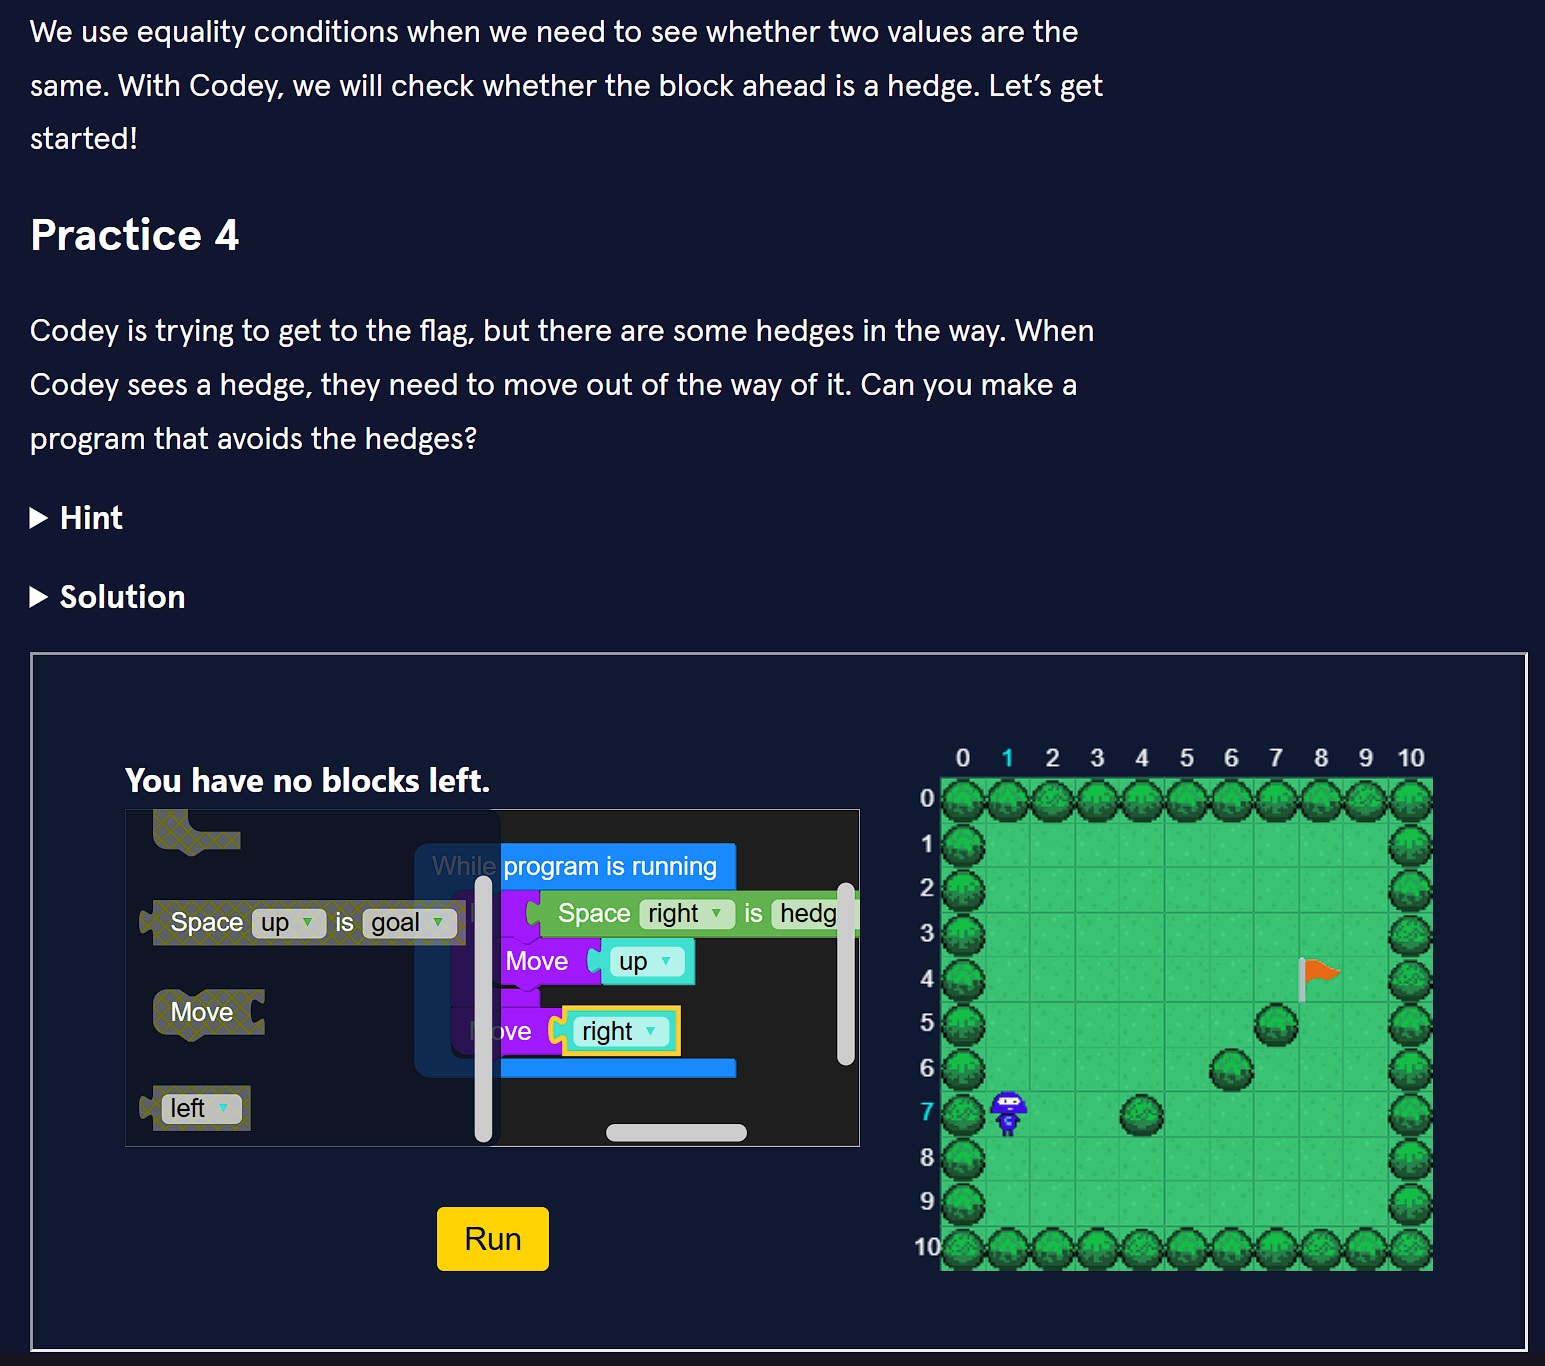 We use equality conditions when we need to see whether two values are the
same. With Codey, we will check whether the block ahead is a hedge. Let’s get
started!
Practice 4
Codey is trying to get to the flag, but there are some hedges in the way. When
Codey sees a hedge, they need to move out of the way of it. Can you make a
program that avoids the hedges?
Hint
Solution
You have no blocks left.
While program is running
Space up is goal
Space right is hedg
Move up
Move
ove right
left
Run
0 1 2 3 4 5 6 7 8 9 10
0
1
2
3
4
5
6
7
8
9
10